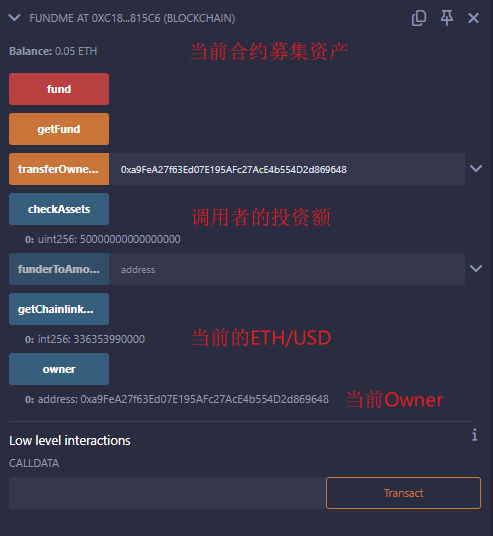 FUNDME AT 0XC18...815C6 (BLOCKCHAIN)
Balance: 0.05 ETH
当前合约募集资产
fund
getFund
transferOwne... 0xa9FeA27f63Ed07E195AFc27AcE4b554D2d869648
checkAssets
调用者的投资额
0: uint256: 50000000000000000
funderToAmo... address
getChainlink...
0: int256: 336353990000
当前的ETH/USD
owner
0: address: 0xa9FeA27f63Ed07E195AFc27AcE4b554D2d869648 当前Owner
Low level interactions i
CALLDATA
Transact